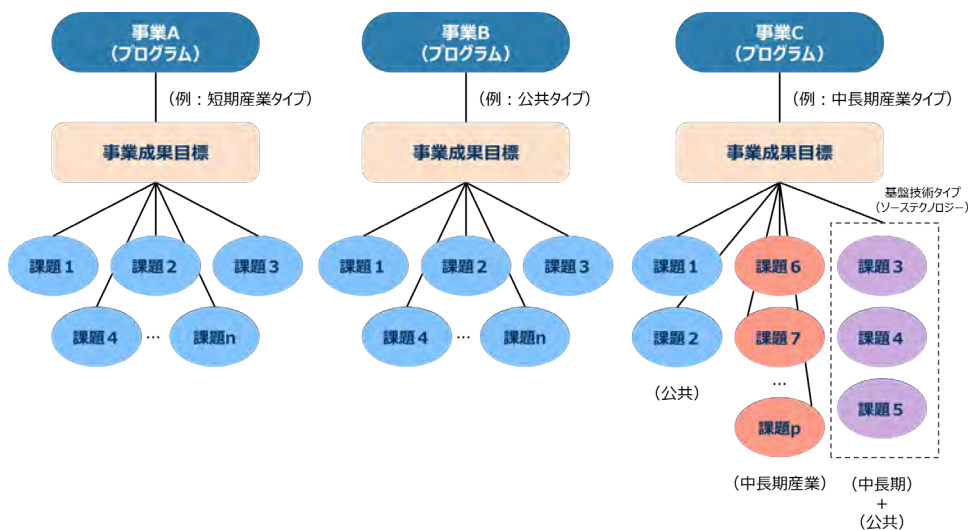 事業A
（プログラム）
（例：短期産業タイプ）
事業成果目標
課題1
課題2
課題3
課題4
…
課題n
事業B
（プログラム）
（例：公共タイプ）
事業成果目標
課題1
課題2
課題3
課題4
…
課題n
事業C
（プログラム）
（例：中長期産業タイプ）
事業成果目標
基盤技術タイプ
（ソーステクノロジー）
課題1
課題2
（公共）
課題6
課題7
…
課題p
（中長期産業）
課題3
課題4
課題5
（中長期）
+
（公共）